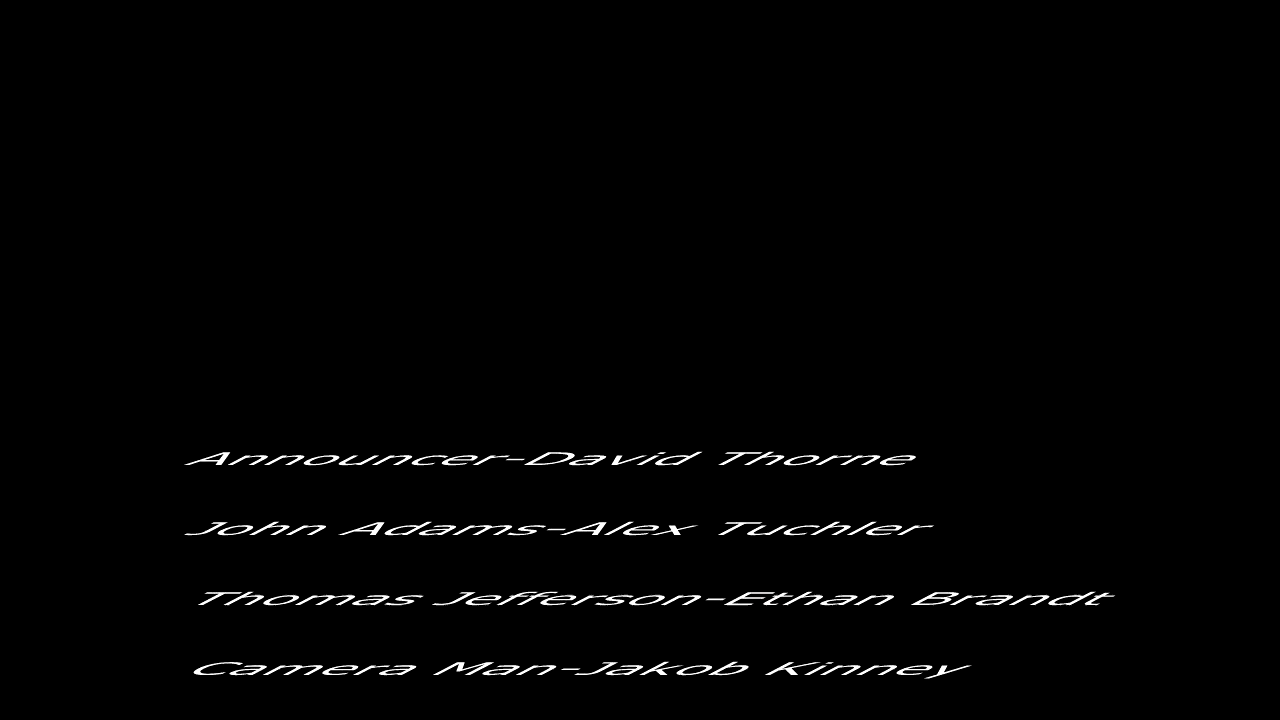 Announcer-David Thorne
John Adams-Alex Tuchler
Thomas Jefferson-Ethan Brandt
Camera Man-Jakob Kinney